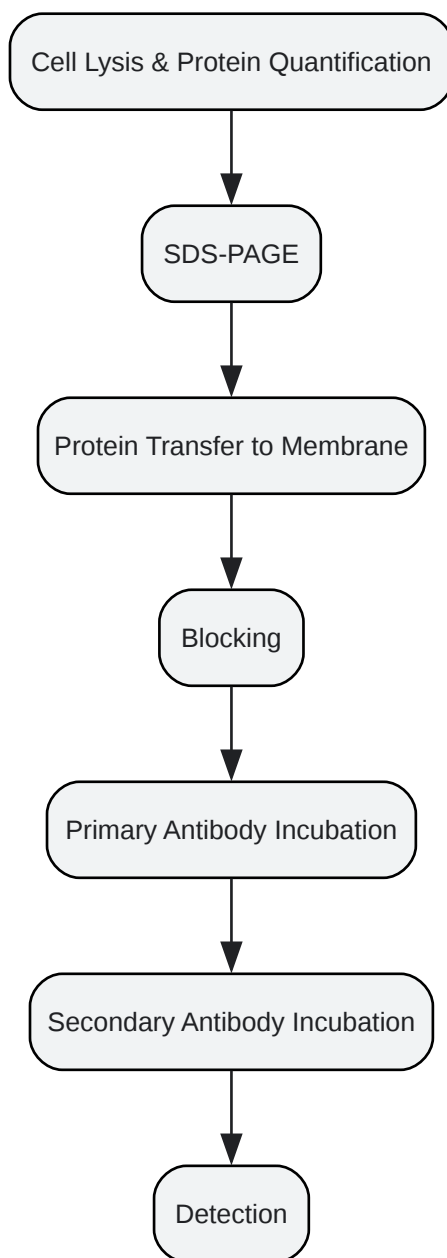 Cell Lysis & Protein Quantification
SDS-PAGE
Protein Transfer to Membrane
Blocking
Primary Antibody Incubation
Secondary Antibody Incubation
Detection